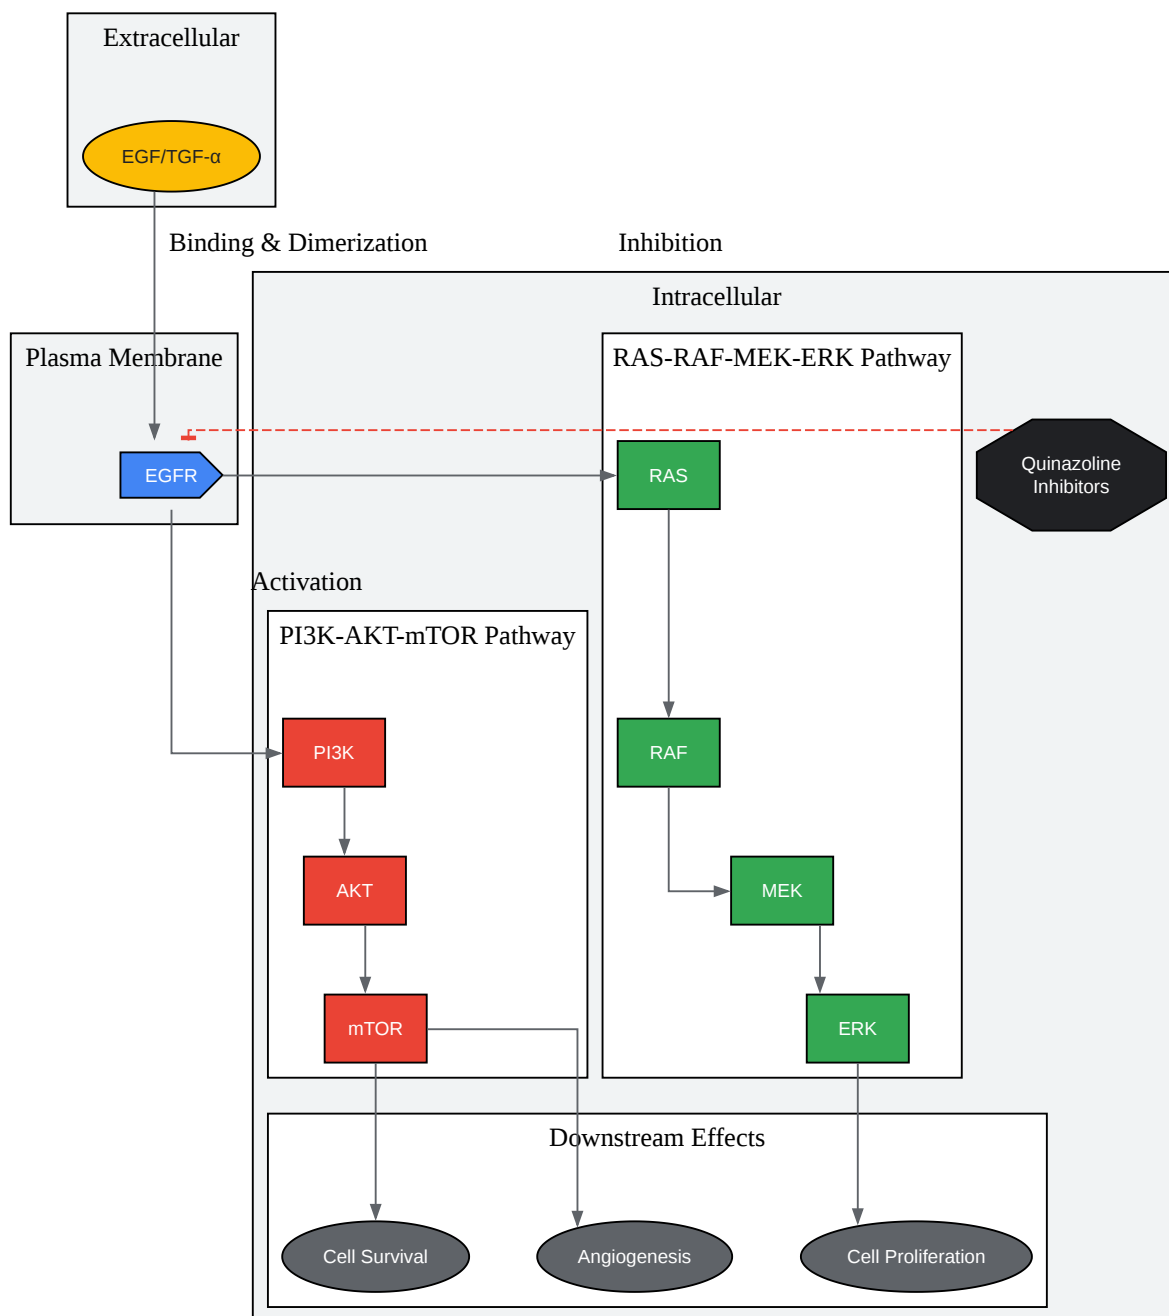 Extracellular
EGF/TGF-α
Binding & Dimerization
Inhibition
Intracellular
Plasma Membrane
RAS-RAF-MEK-ERK Pathway
EGFR
RAS
Quinazoline
Inhibitors
Activation
PI3K-AKT-mTOR Pathway
PI3K
RAF
AKT
MEK
mTOR
ERK
Downstream Effects
Cell Survival
Angiogenesis
Cell Proliferation